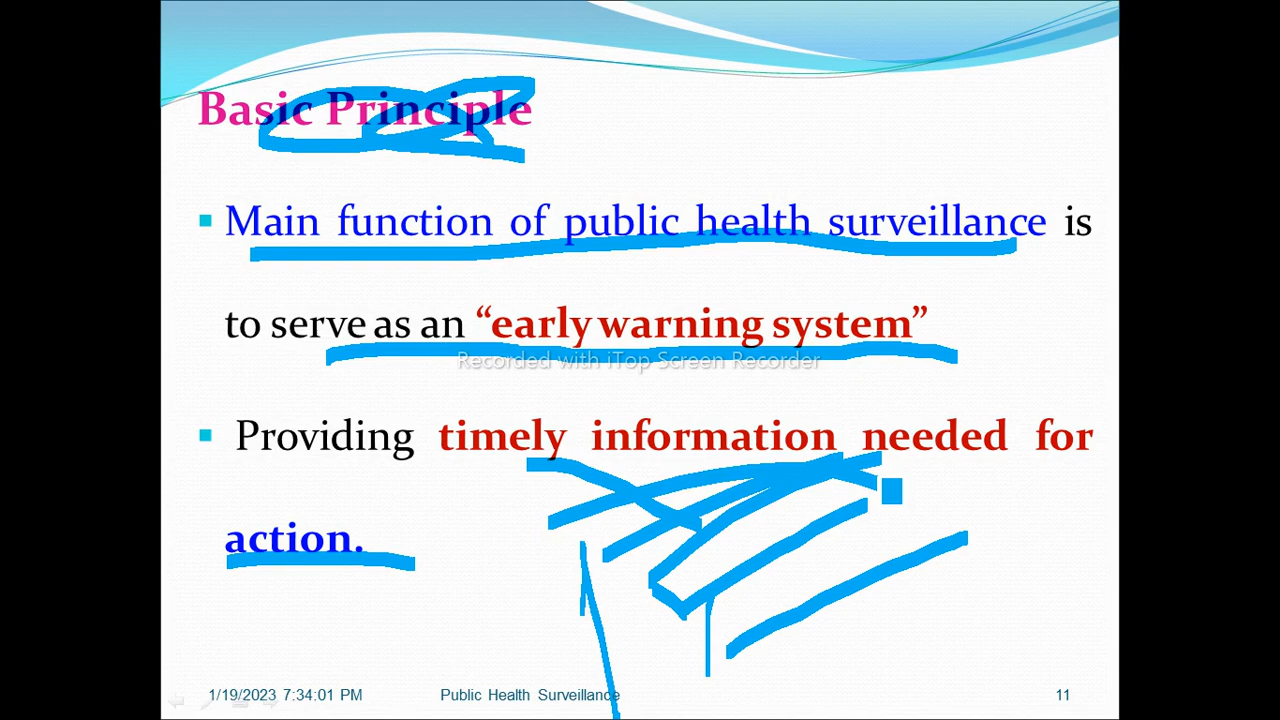 Basic Principle
Main function of public health surveillance is
to serve as an “early warning system”
Recorded with iTop Screen Recorder
Providing timely information needed for
action.
1/19/2023 7:34:01 PM Public Health Surveillance 11